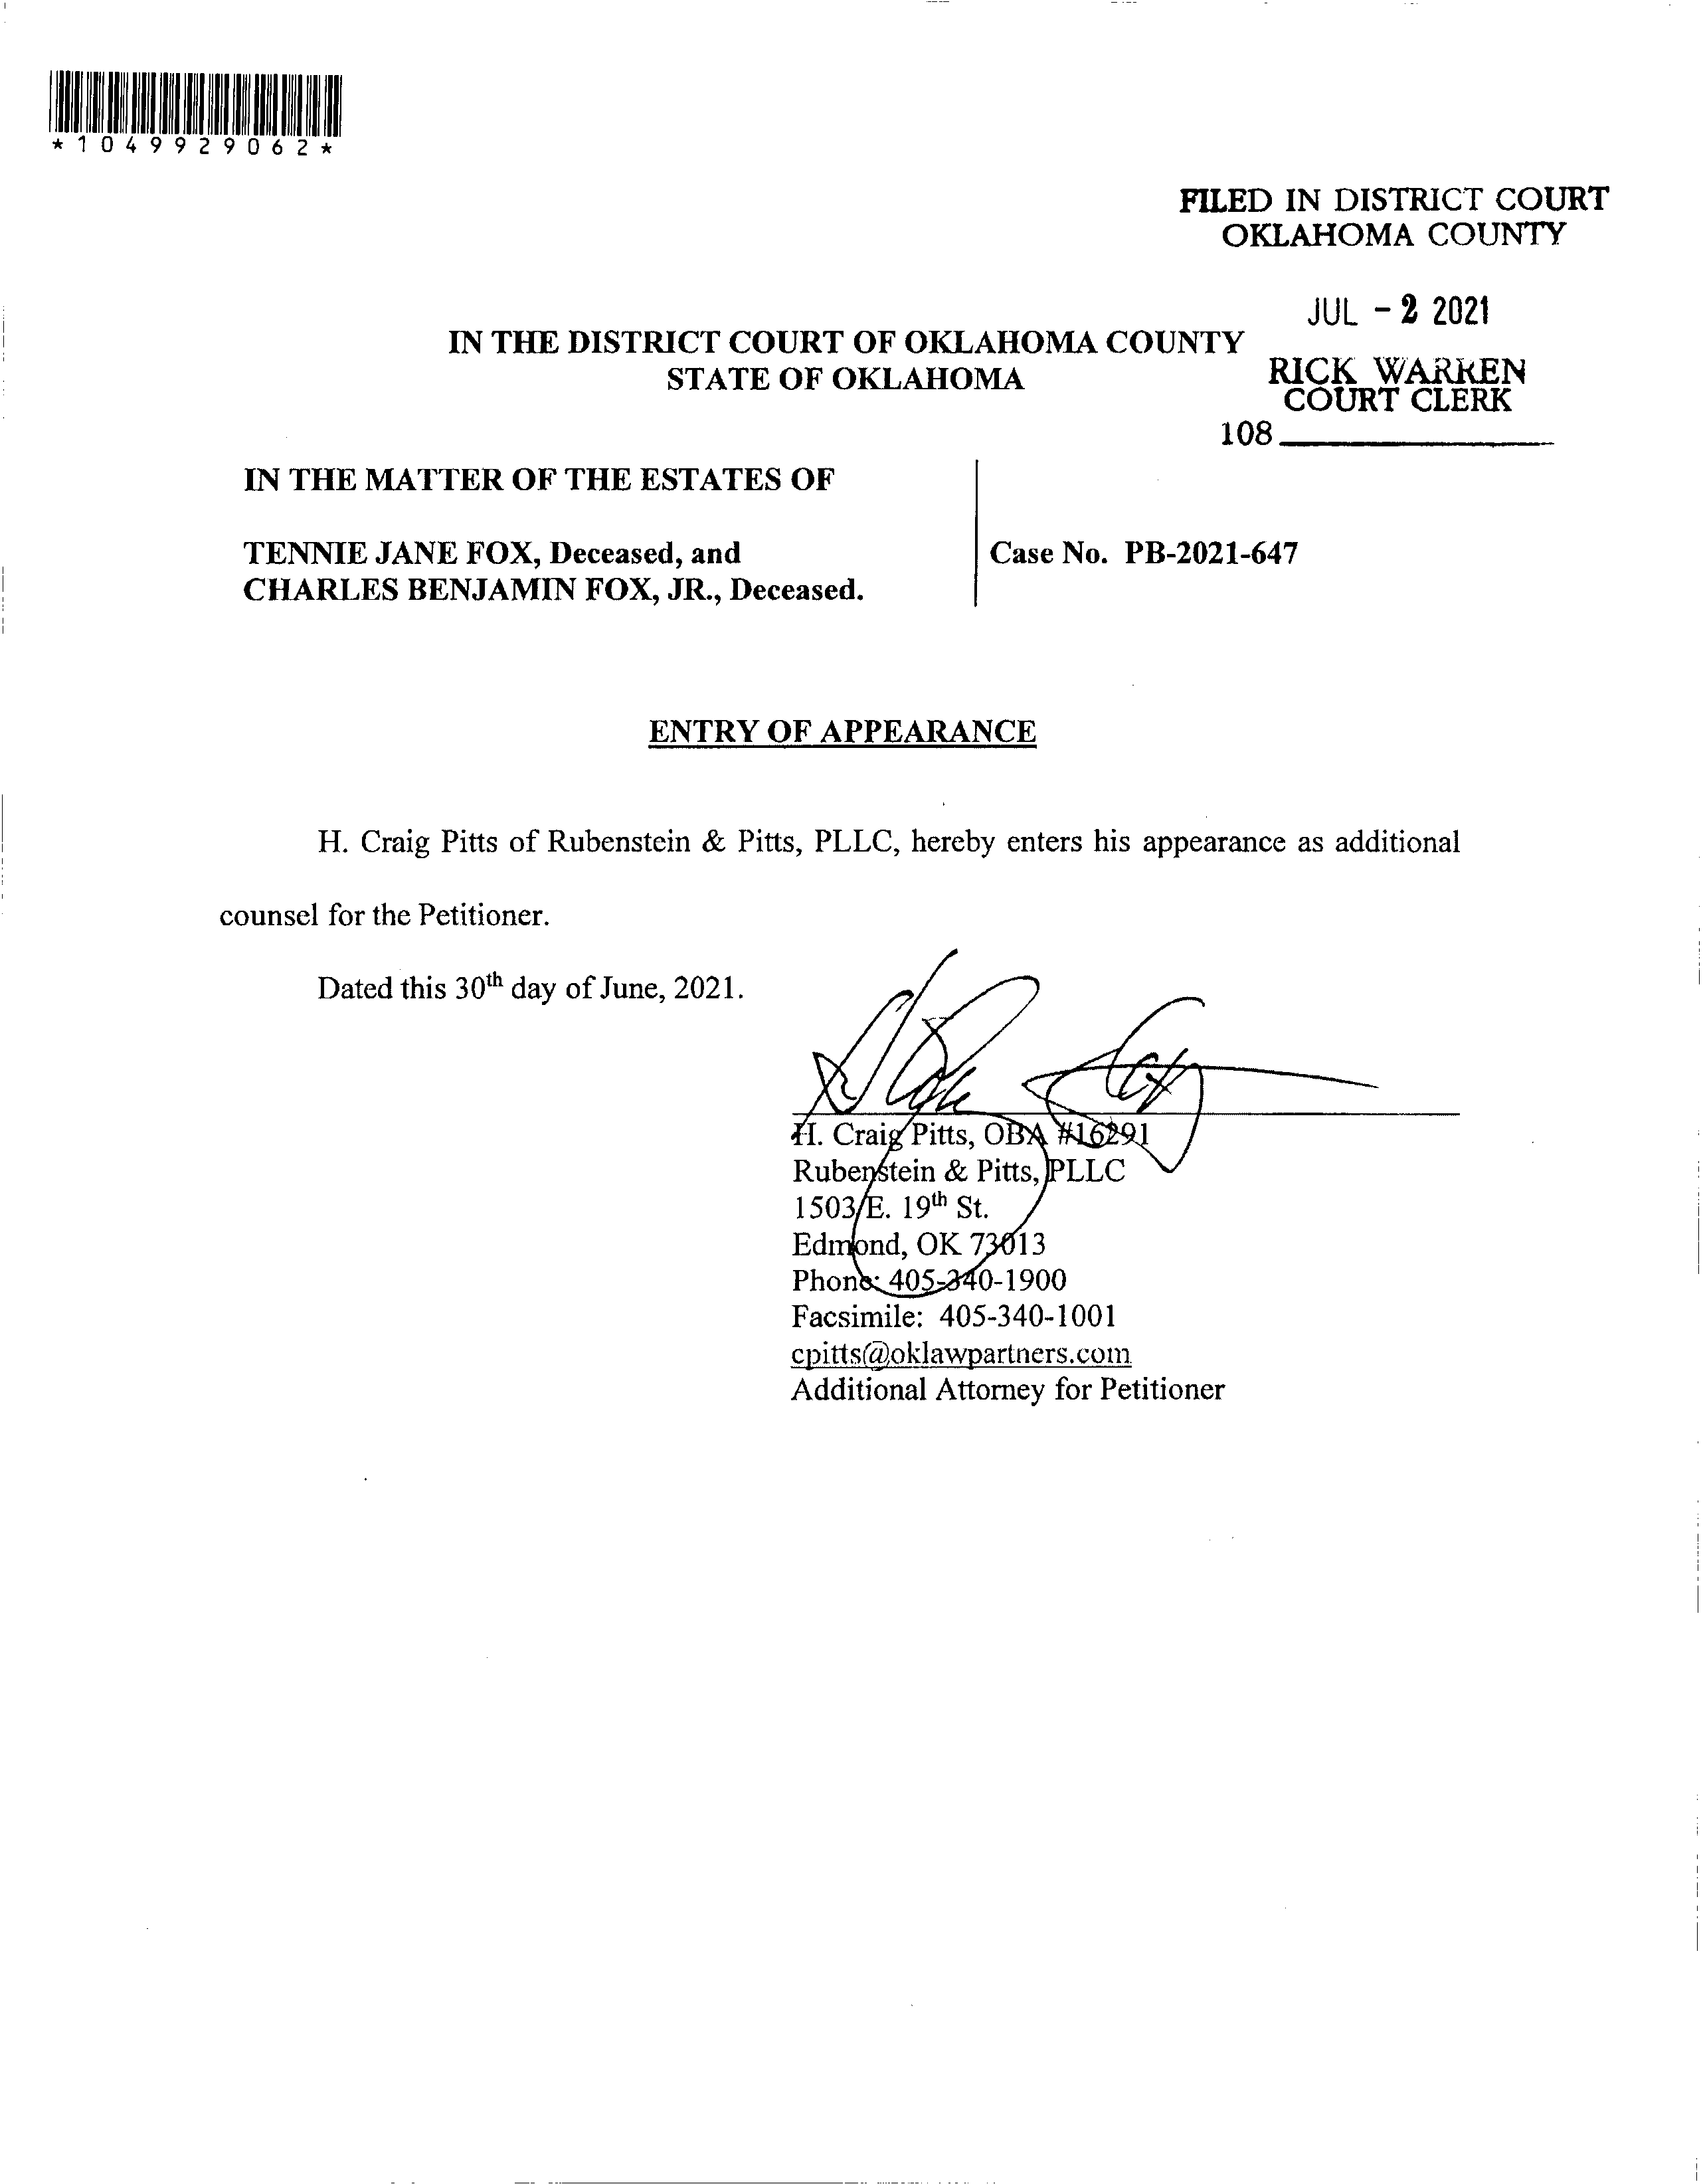 *1049929062*
FILED IN DISTRICT COURT
OKLAHOMA COUNTY
JUL - 2 2021
IN THE DISTRICT COURT OF OKLAHOMA COUNTY
STATE OF OKLAHOMA
RICK WARREN
COURT CLERK
108
IN THE MATTER OF THE ESTATES OF
TENNIE JANE FOX, Deceased, and
CHARLES BENJAMIN FOX, JR., Deceased.
Case No. PB-2021-647
ENTRY OF APPEARANCE
H. Craig Pitts of Rubenstein & Pitts, PLLC, hereby enters his appearance as additional
counsel for the Petitioner.
Dated this 30th day of June, 2021.
H. Craig Pitts, OBA #16291
Rubenstein & Pitts, PLLC
1503 E. 19th St.
Edmond, OK 73013
Phone: 405-340-1900
Facsimile: 405-340-1001
cpitts@oklawpartners.com
Additional Attorney for Petitioner